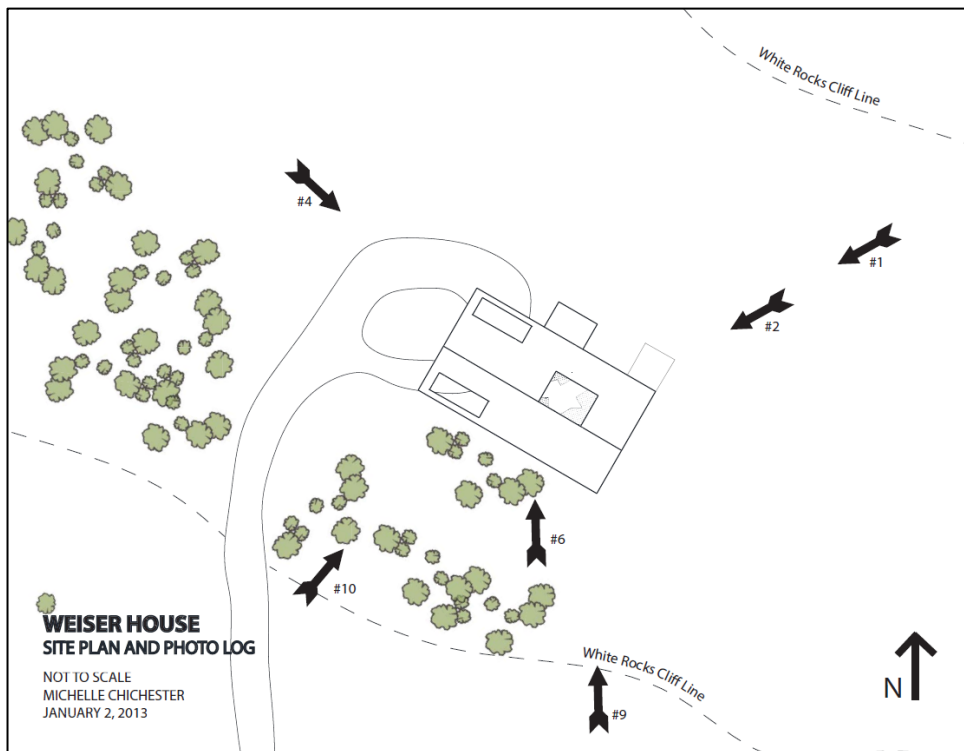 White Rocks Cliff Line
#4
#1
#2
#6
#10
WEISER HOUSE
SITE PLAN AND PHOTO LOG
NOT TO SCALE
MICHELLE CHICHESTER
JANUARY 2, 2013
White Rocks Cliff Line
#9
N